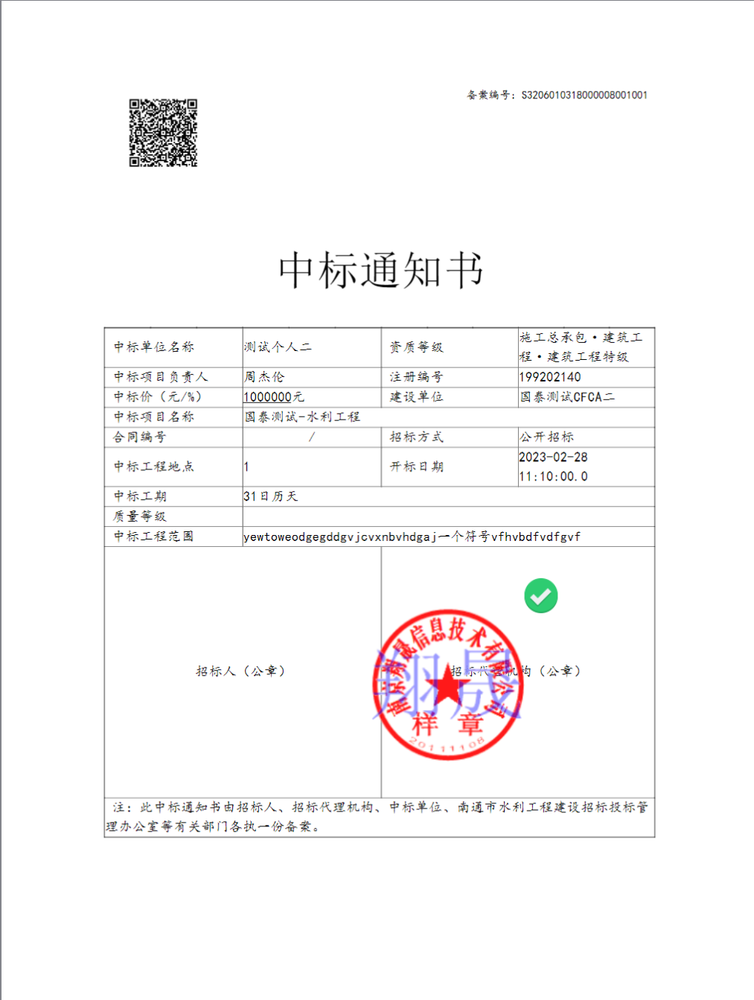 备案编号：S3206010318000008001001
中标通知书
中标单位名称 测试个人二 资质等级 施工总承包·建筑工
程·建筑工程特级
中标项目负责人 周杰伦 注册编号 199202140
中标价（元/%） 1000000元 建设单位 国泰测试CFCA二
中标项目名称 国泰测试-水利工程
合同编号 / 招标方式 公开招标
中标工程地点 1 开标日期 2023-02-28
11:10:00.0
中标工期 31日历天
质量等级
中标工程范围 yewtoweodgegddgvjcvxnbvhdgaj一个符号vfhvbdfvdfgvf
招标人（公章）
招标代理机构（公章）
南京翔晟信息技术有限公司
翔晟
样章
20111108
注：此中标通知书由招标人、招标代理机构、中标单位、南通市水利工程建设招标投标管
理办公室等有关部门各执一份备案。